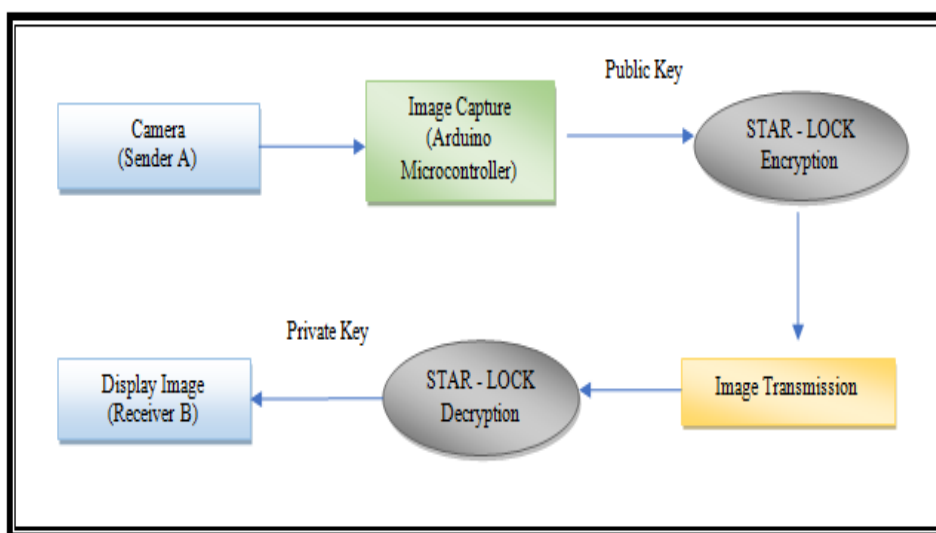 Public Key
Camera
(Sender A)
Image Capture
(Arduino
Microcontroller)
STAR - LOCK
Encryption
Private Key
Display Image
(Receiver B)
STAR - LOCK
Decryption
Image Transmission